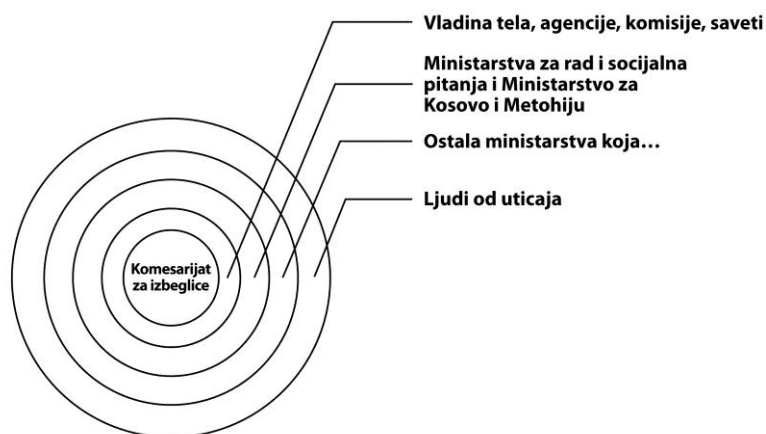 Vladina tela, agencije, komisije, saveti
Ministarstva za rad i socijalna
pitanja i Ministarstvo za
Kosovo i Metohiju
Ostala ministarstva koja...
Ljudi od uticaja
Komesarijat
za izbeglice